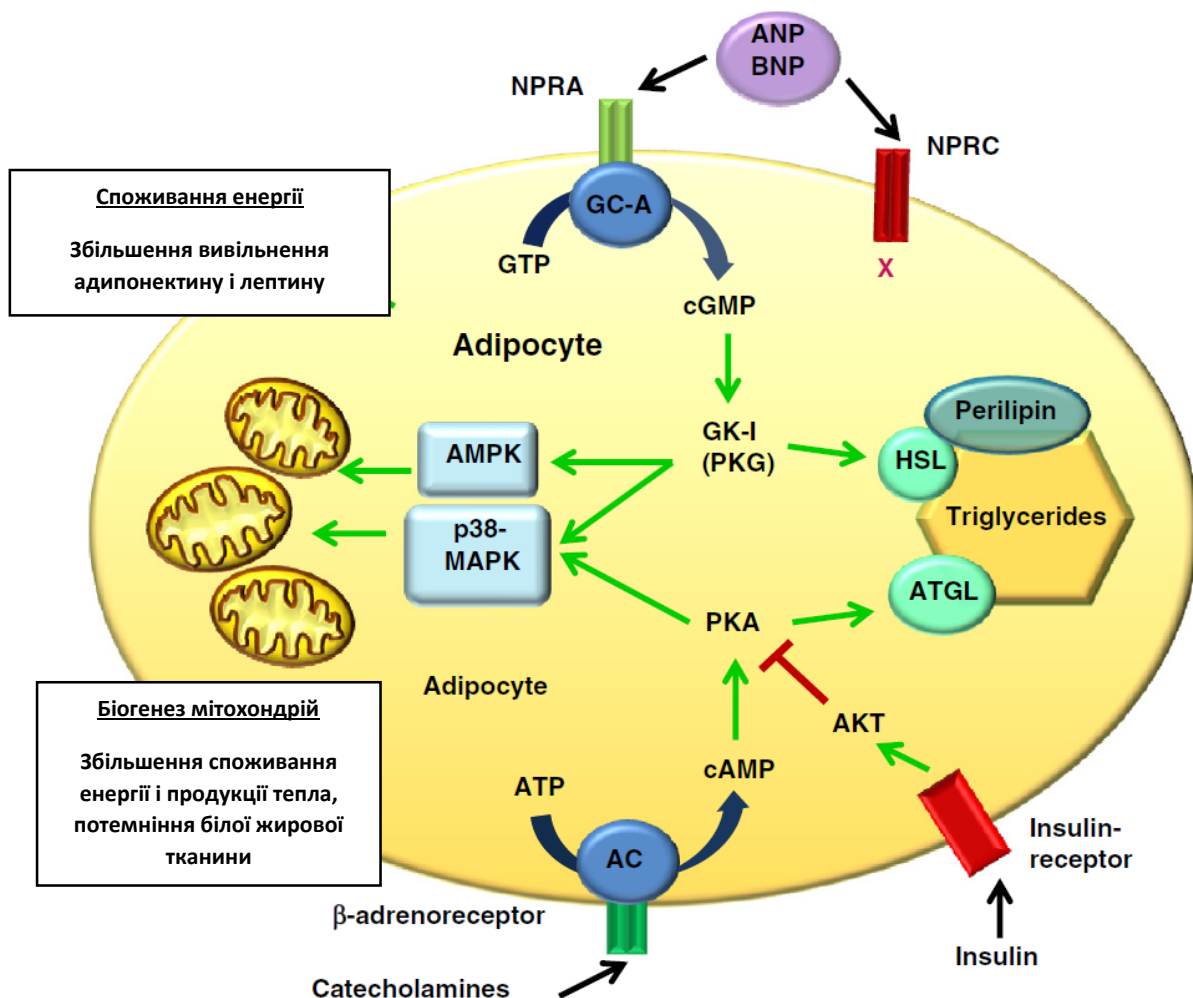 ANP
BNP
NPRA
NPRC
Споживання енергії
Збільшення вивільнення
адипонектину і лептину
GC-A
GTP
X
cGMP
Adipocyte
Perilipin
GK-I
(PKG)
AMPK
HSL
Triglycerides
p38-
MAPK
ATGL
PKA
Adipocyte
Біогенез мітохондрій
Збільшення споживання
енергії і продукції тепла,
потемніння білої жирової
тканини
AKT
cAMP
ATP
Insulin-
receptor
AC
β-adrenoreceptor
Insulin
Catecholamines